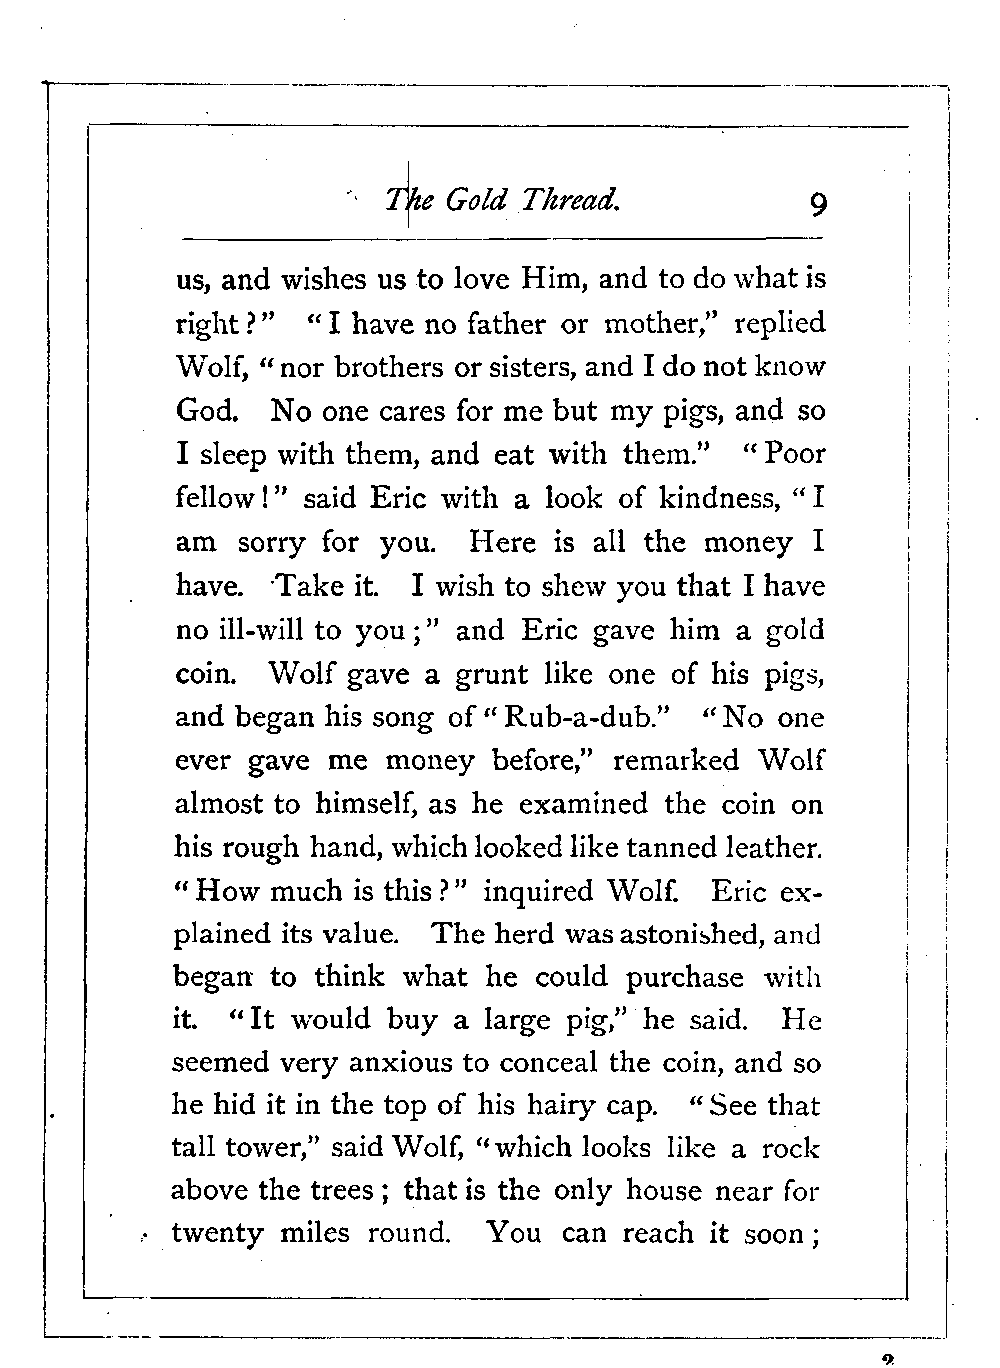 The Gold Thread. 9
us, and wishes us to love Him, and to do what is
right?" "I have no father or mother," replied
Wolf, "nor brothers or sisters, and I do not know
God. No one cares for me but my pigs, and so
I sleep with them, and eat with them." "Poor
fellow!" said Eric with a look of kindness, "I
am sorry for you. Here is all the money I
have. Take it. I wish to shew you that I have
no ill-will to you;" and Eric gave him a gold
coin. Wolf gave a grunt like one of his pigs,
and began his song of "Rub-a-dub." "No one
ever gave me money before," remarked Wolf
almost to himself, as he examined the coin on
his rough hand, which looked like tanned leather.
"How much is this?" inquired Wolf. Eric ex-
plained its value. The herd was astonished, and
began to think what he could purchase with
it. "It would buy a large pig," he said. He
seemed very anxious to conceal the coin, and so
he hid it in the top of his hairy cap. "See that
tall tower," said Wolf, "which looks like a rock
above the trees; that is the only house near for
twenty miles round. You can reach it soon;
2